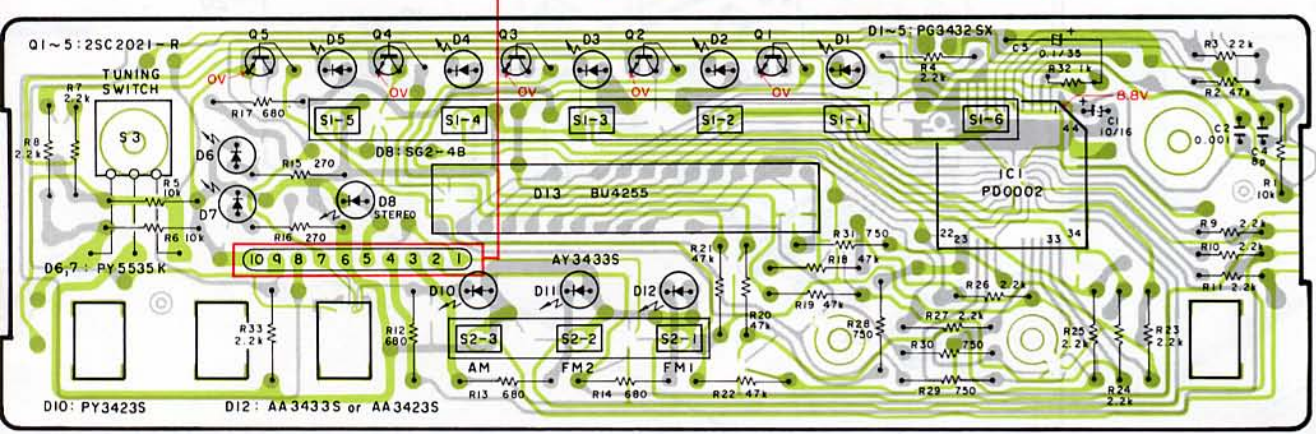 Q1~5:2SC2021-R
Q5 D5 Q4 D4 Q3 D3 Q2 D2 Q1 D1
D1~5:PG3432SX
C5
0.1/35
R3 22k
TUNING
SWITCH
R7
2.2k
0V 0V 0V 0V 0V
R4
2.2k
R32 1k
R2 47k
8.8V
R17 680
S1-5 S1-4 S1-3 S1-2 S1-1 S1-6
44
C1
10/16
C2
0.001
C4
8p
R8
2.2k
S3
D6
R15 270
D8:SG2-4B
IC1
PD0002
R1
10k
R5
10k
D7
D8
STEREO
D13 BU4255
R6 10k
R16 270
R21
47k
R31 750
22 23 33 34
R9 2.2k
R10 2.2k
R11 2.2k
D6,7: PY5535K
10 9 8 7 6 5 4 3 2 1
AY3433S
R18 47k
D10 D11 D12
R19 47k
R26 2.2k
R33
2.2k
R12
680
S2-3 S2-2 S2-1
R20
47k
R28
750
R27 2.2k
R30 750
R25
2.2k
R23
2.2k
AM FM2 FM1
R13 680 R14 680 R22 47k
R29 750
R24
2.2k
D10: PY3423S
D12: AA3433S or AA3423S